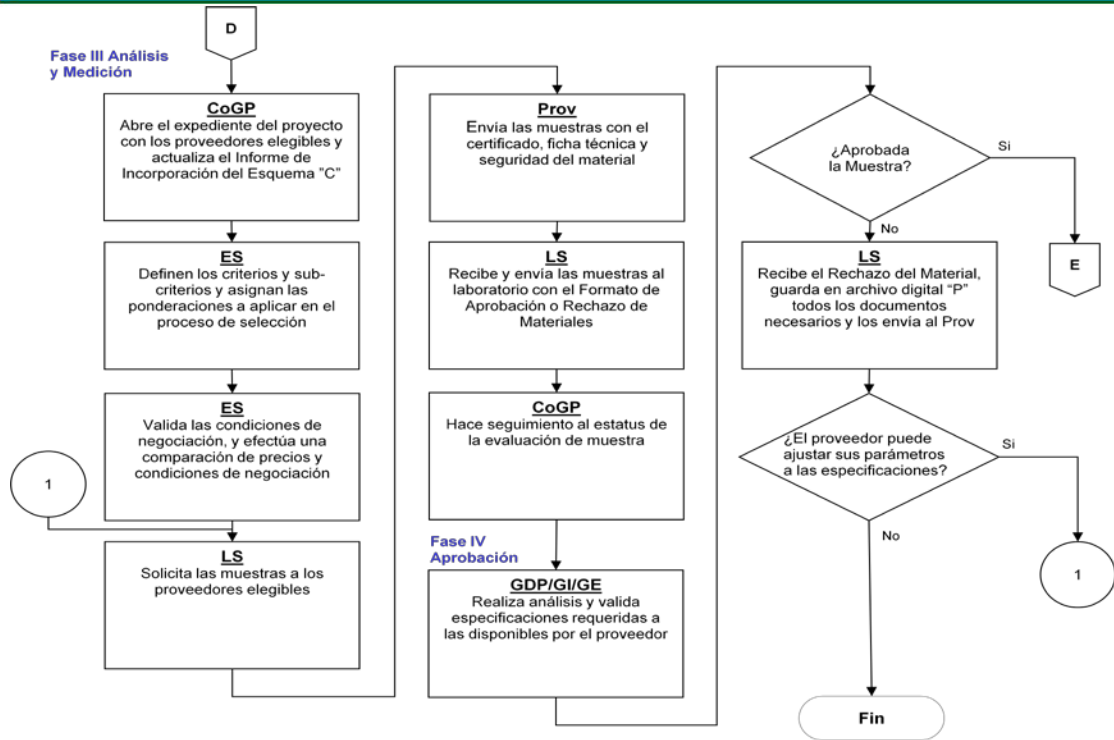 D
Fase III Análisis
y Medición
CoGP
Abre el expediente del proyecto
con los proveedores elegibles y
actualiza el Informe de
Incorporación del Esquema "C"
ES
Definen los criterios y sub-
criterios y asignan las
ponderaciones a aplicar en el
proceso de selección
ES
Valida las condiciones de
negociación, y efectúa una
comparación de precios y
condiciones de negociación
1
LS
Solicita las muestras a los
proveedores elegibles
Prov
Envía las muestras con el
certificado, ficha técnica y
seguridad del material
LS
Recibe y envía las muestras al
laboratorio con el Formato de
Aprobación o Rechazo de
Materiales
CoGP
Hace seguimiento al estatus de
la evaluación de muestra
Fase IV
Aprobación
GDP/GI/GE
Realiza análisis y valida
especificaciones requeridas a
las disponibles por el proveedor
¿Aprobada
la Muestra?
Si
No
E
LS
Recibe el Rechazo del Material,
guarda en archivo digital “P”
todos los documentos
necesarios y los envía al Prov
¿El proveedor puede
ajustar sus parámetros
a las especificaciones?
Si
No
1
Fin